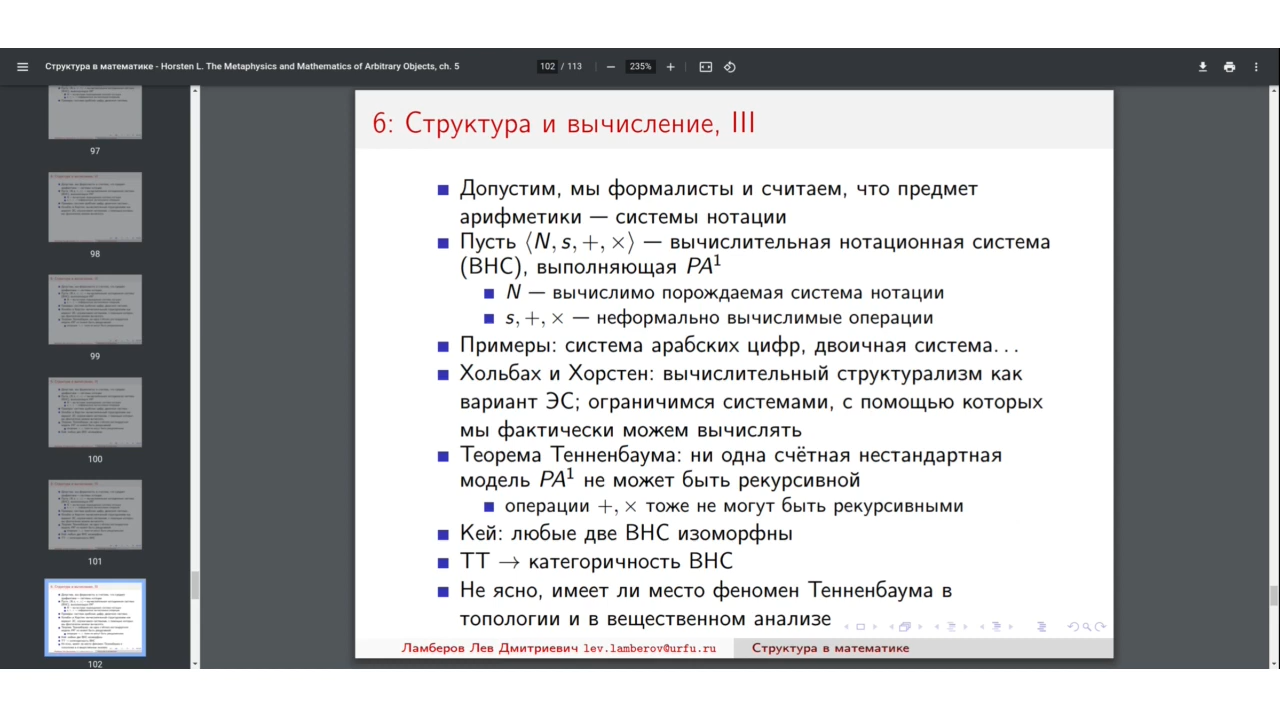 Структура в математике - Horsten L. The Metaphysics and Mathematics of Arbitrary Objects, ch. 5
102 / 113
235%
97
98
99
100
101
102
6: Структура и вычисление, III
Допустим, мы формалисты и считаем, что предмет
арифметики — системы нотации
Пусть ⟨N, s, +, ×⟩ — вычислительная нотационная система
(ВНС), выполняющая PA¹
N — вычислимо порождаемая система нотации
s, +, × — неформально вычислимые операции
Примеры: система арабских цифр, двоичная система...
Хольбах и Хорстен: вычислительный структурализм как
вариант ЭС; ограничимся системами, с помощью которых
мы фактически можем вычислять
Теорема Тенненбаума: ни одна счётная нестандартная
модель PA¹ не может быть рекурсивной
операции +, × тоже не могут быть рекурсивными
Кей: любые две ВНС изоморфны
ТТ → категоричность ВНС
Не ясно, имеет ли место феномен Тенненбаума в
топологии и в вещественном анализе
Ламберов Лев Дмитриевич lev.lamberov@urfu.ru
Структура в математике